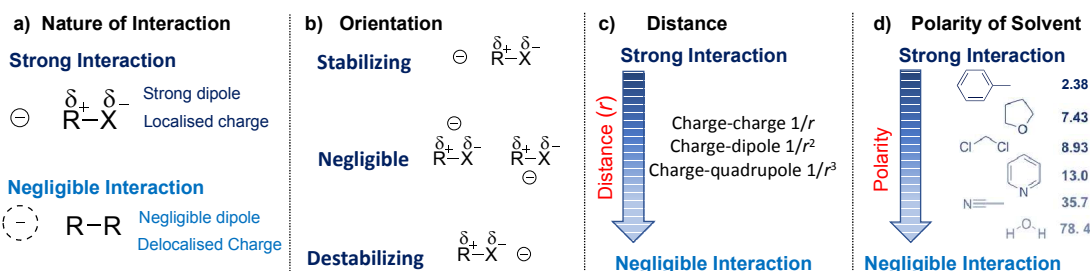 a) Nature of Interaction
Strong Interaction
δ+ δ−
⊖ R−X
Strong dipole
Localised charge
Negligible Interaction
− R−R
Negligible dipole
Delocalised Charge
b) Orientation
Stabilizing
δ+ δ−
⊖ R−X
⊖
Negligible
δ+ δ− δ+ δ−
R−X R−X
⊖
δ+ δ−
Destabilizing
R−X ⊖
c) Distance
Strong Interaction
Distance (r)
Charge-charge 1/r
Charge-dipole 1/r²
Charge-quadrupole 1/r³
Negligible Interaction
d) Polarity of Solvent
Strong Interaction
Polarity
2.38
O 7.43
Cl Cl 8.93
N 13.0
N 35.7
H O H 78.4
Negligible Interaction